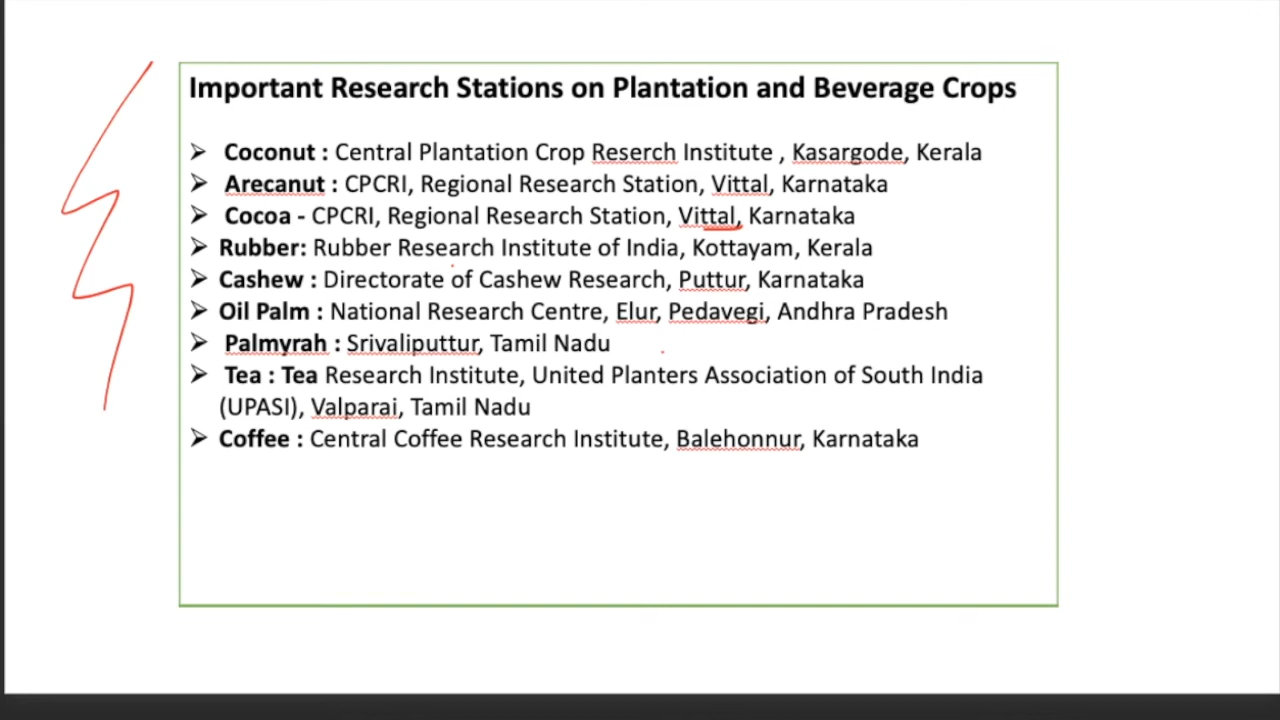 Important Research Stations on Plantation and Beverage Crops
➢ Coconut : Central Plantation Crop Reserch Institute , Kasargode, Kerala
➢ Arecanut : CPCRI, Regional Research Station, Vittal, Karnataka
➢ Cocoa - CPCRI, Regional Research Station, Vittal, Karnataka
➢ Rubber: Rubber Research Institute of India, Kottayam, Kerala
➢ Cashew : Directorate of Cashew Research, Puttur, Karnataka
➢ Oil Palm : National Research Centre, Elur, Pedavegi, Andhra Pradesh
➢ Palmyrah : Srivaliputtur, Tamil Nadu
➢ Tea : Tea Research Institute, United Planters Association of South India
(UPASI), Valparai, Tamil Nadu
➢ Coffee : Central Coffee Research Institute, Balehonnur, Karnataka